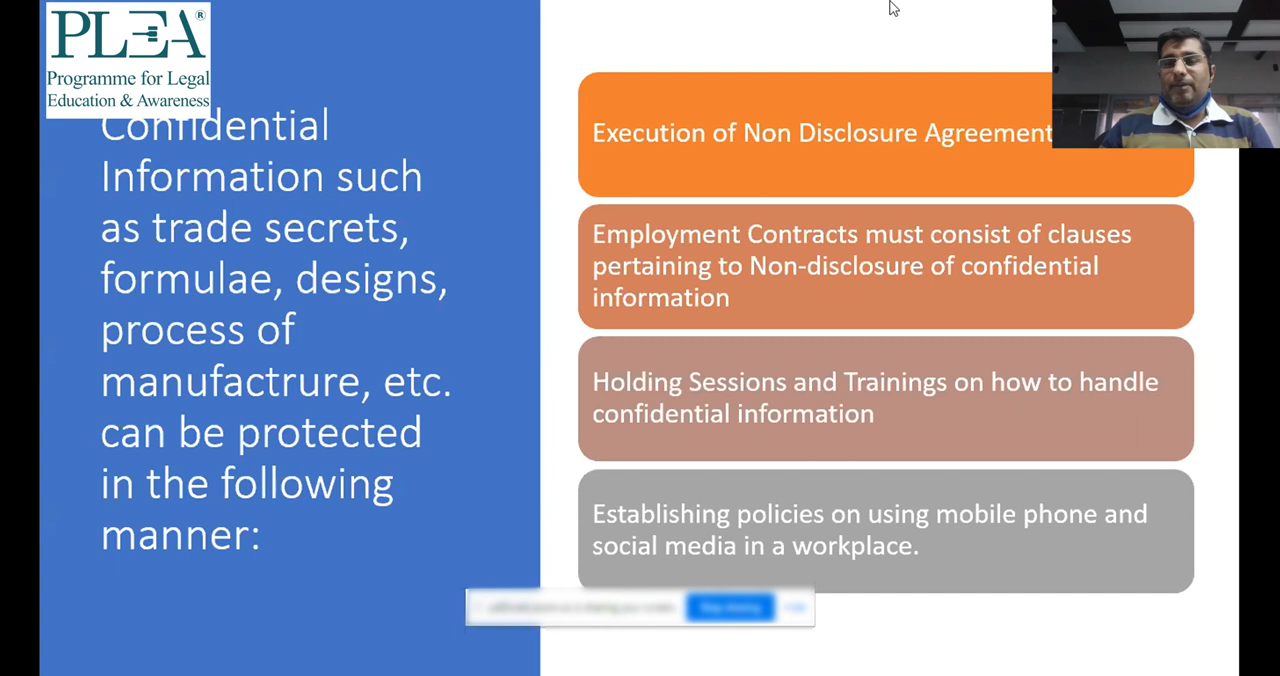 PLEA®
Programme for Legal
Education & Awareness
Confidential
Information such
as trade secrets,
formulae, designs,
process of
manufactrure, etc.
can be protected
in the following
manner:
Execution of Non Disclosure Agreement
Employment Contracts must consist of clauses
pertaining to Non-disclosure of confidential
information
Holding Sessions and Trainings on how to handle
confidential information
Establishing policies on using mobile phone and
social media in a workplace.